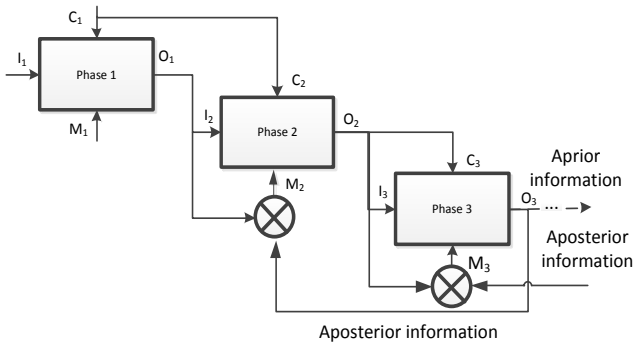 C1
I1
O1
Phase 1
M1
C2
I2
O2
Phase 2
M2
C3
I3
O3 ...
Phase 3
M3
Aprior
information
Aposterior
information
Aposterior information